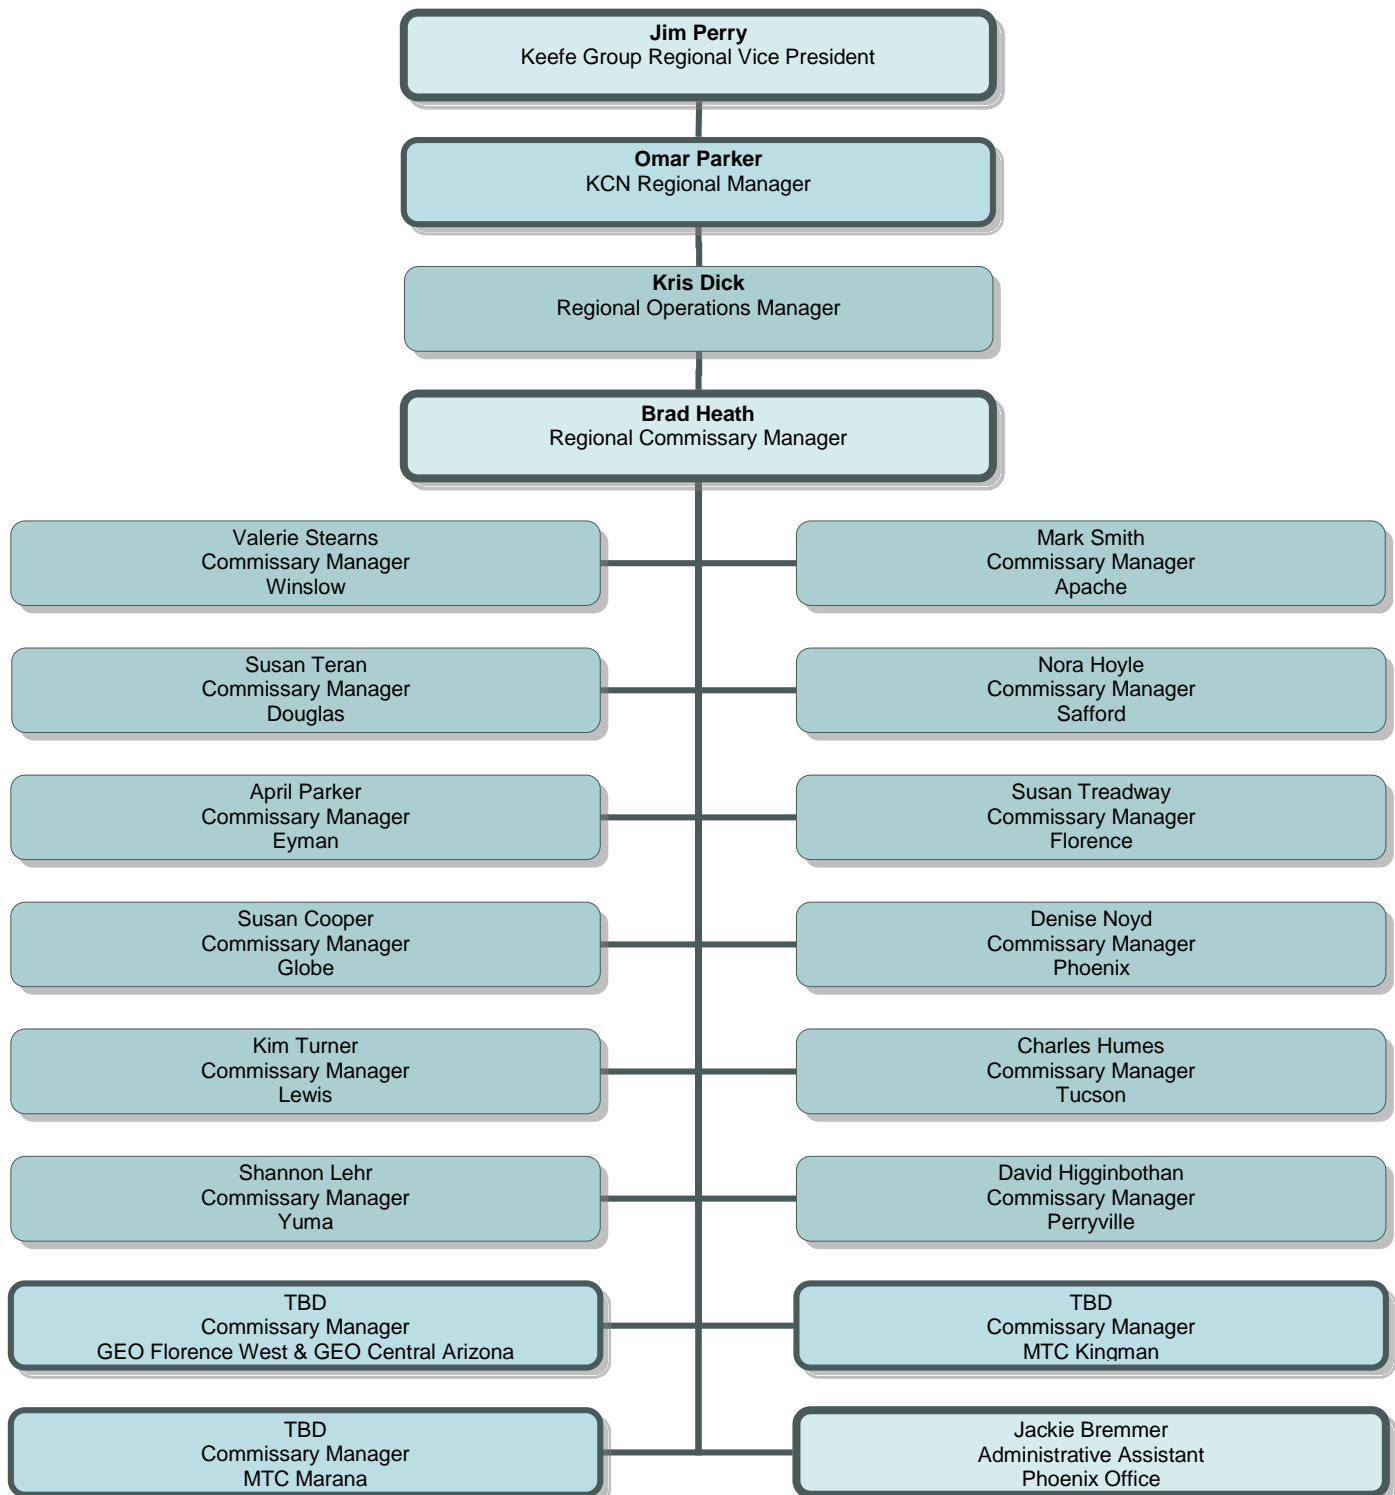 Jim Perry
Keefe Group Regional Vice President
Omar Parker
KCN Regional Manager
Kris Dick
Regional Operations Manager
Brad Heath
Regional Commissary Manager
Valerie Stearns
Commissary Manager
Winslow
Mark Smith
Commissary Manager
Apache
Susan Teran
Commissary Manager
Douglas
Nora Hoyle
Commissary Manager
Safford
April Parker
Commissary Manager
Eyman
Susan Treadway
Commissary Manager
Florence
Susan Cooper
Commissary Manager
Globe
Denise Noyd
Commissary Manager
Phoenix
Kim Turner
Commissary Manager
Lewis
Charles Humes
Commissary Manager
Tucson
Shannon Lehr
Commissary Manager
Yuma
David Higginbothan
Commissary Manager
Perryville
TBD
Commissary Manager
GEO Florence West & GEO Central Arizona
TBD
Commissary Manager
MTC Kingman
TBD
Commissary Manager
MTC Marana
Jackie Bremmer
Administrative Assistant
Phoenix Office